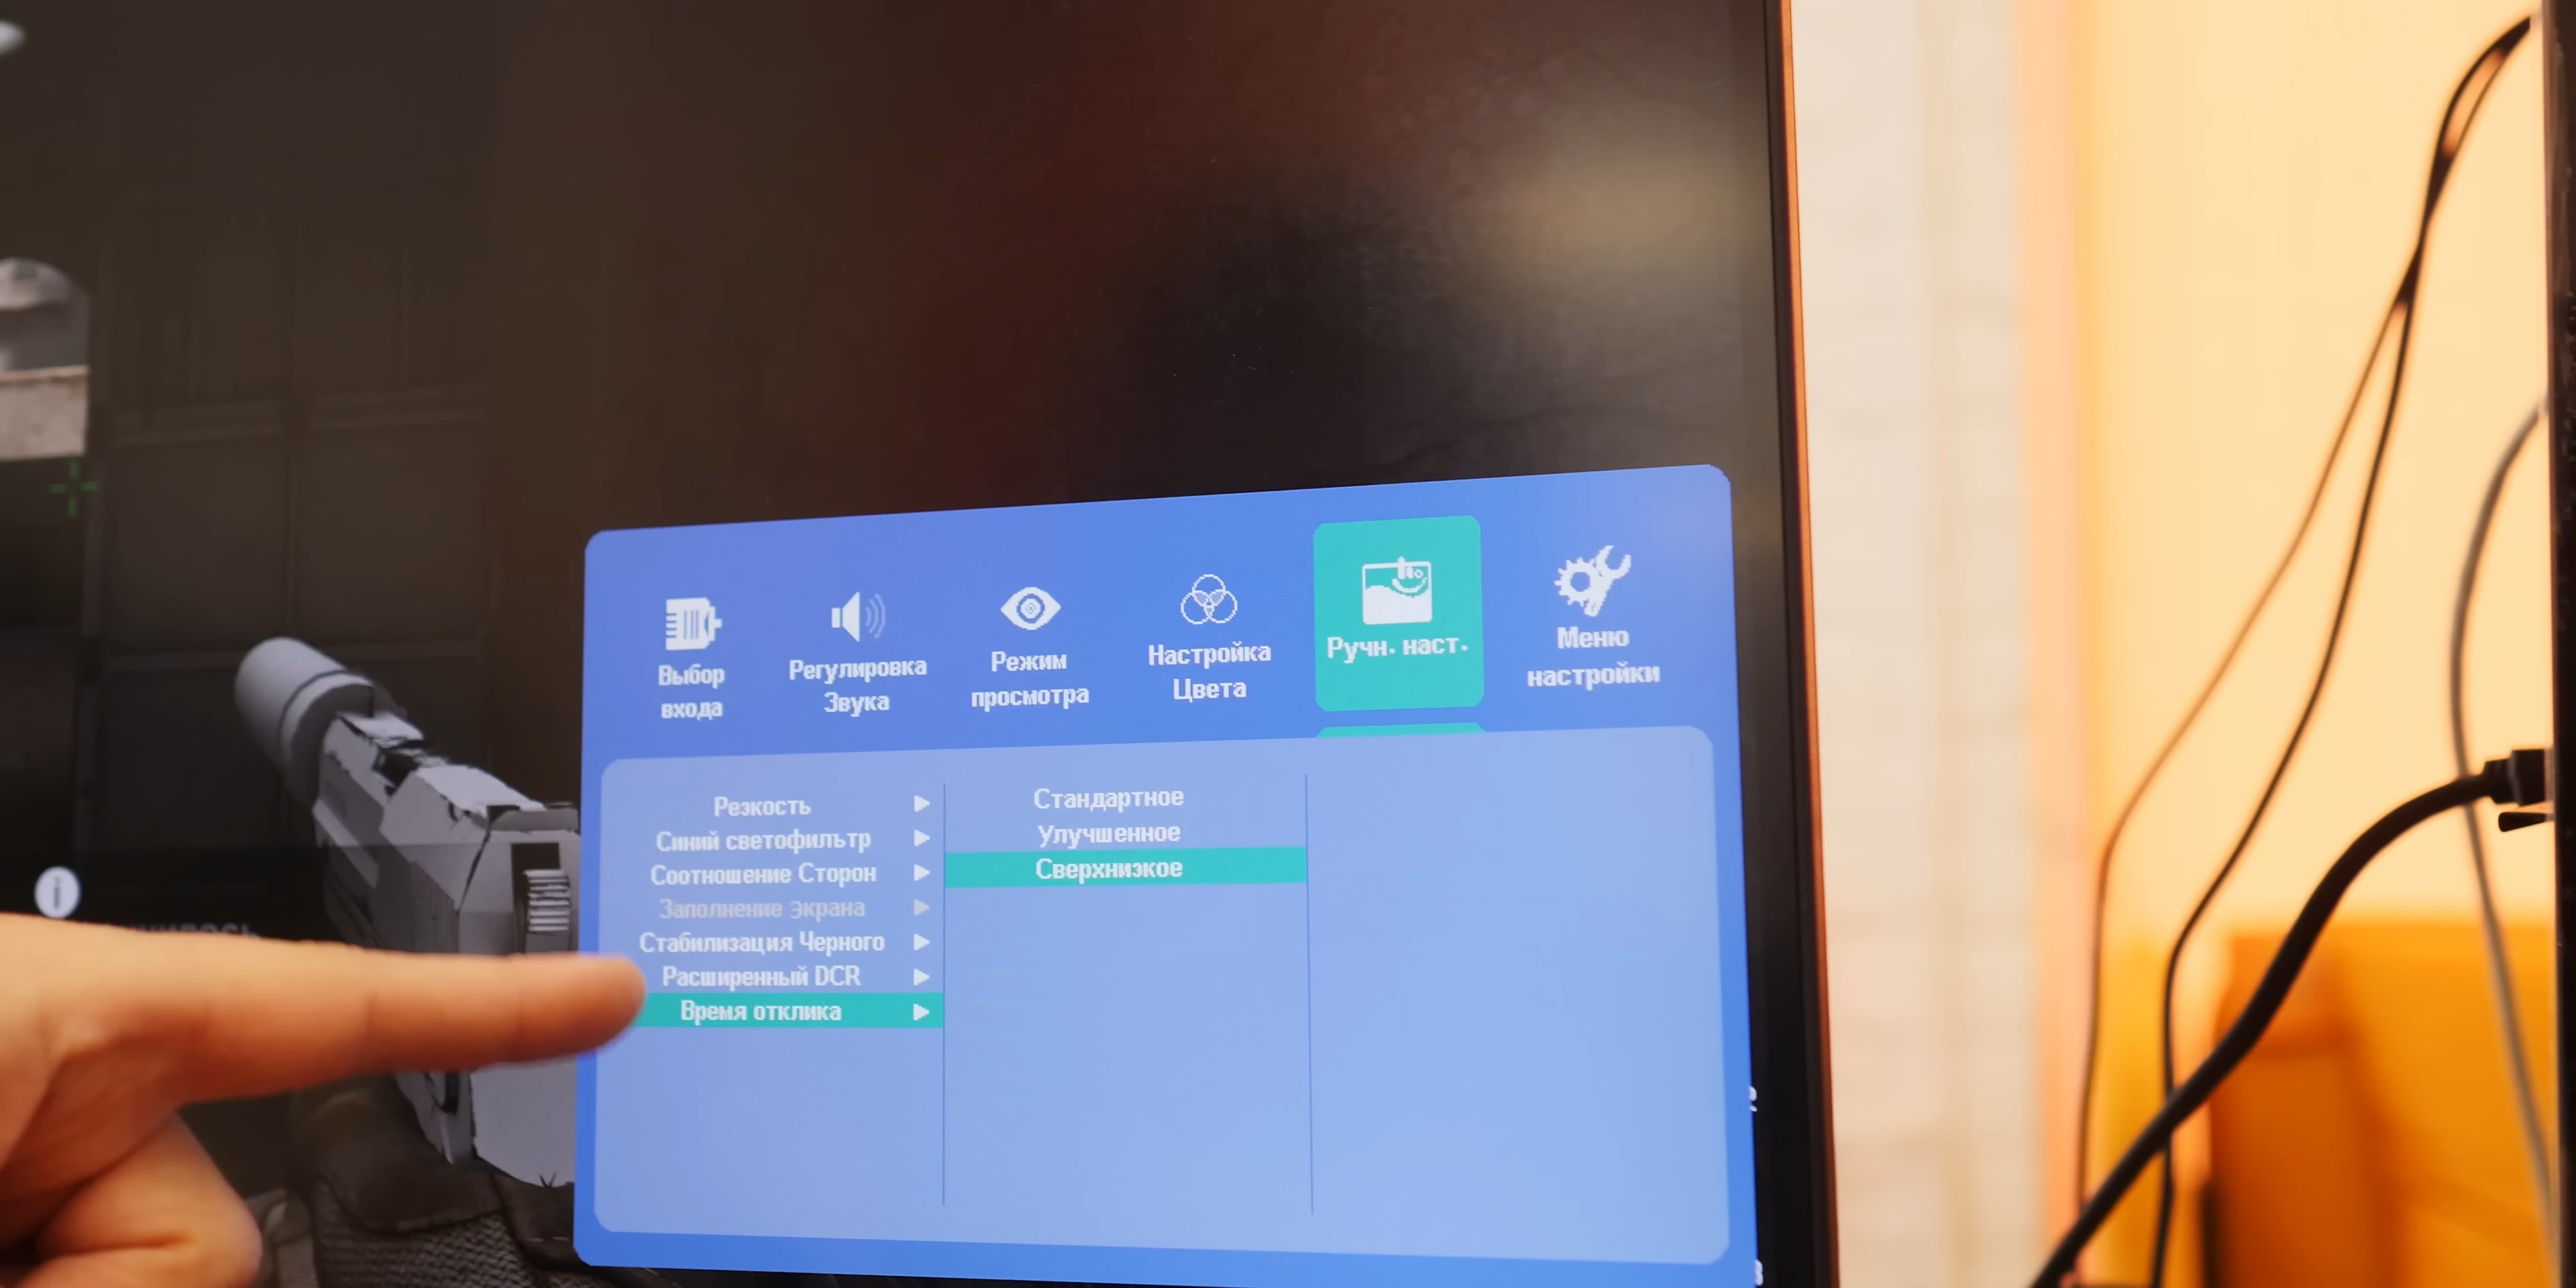 Выбор
входа
Регулировка
Звука
Режим
просмотра
Настройка
Цвета
Ручн. наст.
Меню
настройки
Резкость
Синий светофильтр
Соотношение Сторон
Заполнение Экрана
Стабилизация Черного
Расширенный DCR
Время отклика
Стандартное
Улучшенное
Сверхнизкое